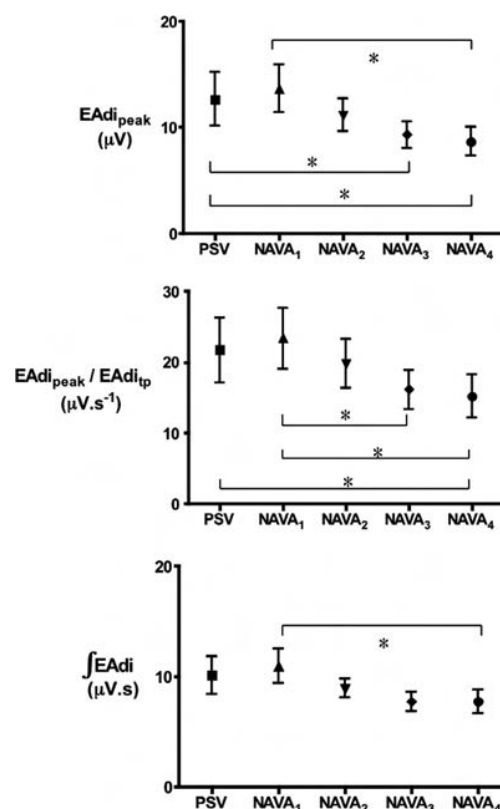 20
*
EAdi_peak
(µV)
10
*
*
0
PSV NAVA₁ NAVA₂ NAVA₃ NAVA₄
30
20
EAdi_peak / EAdi_tp
(µV.s⁻¹)
10
*
*
*
0
PSV NAVA₁ NAVA₂ NAVA₃ NAVA₄
20
*
∫EAdi
(µV.s)
10
0
PSV NAVA₁ NAVA₂ NAVA₃ NAVA₄